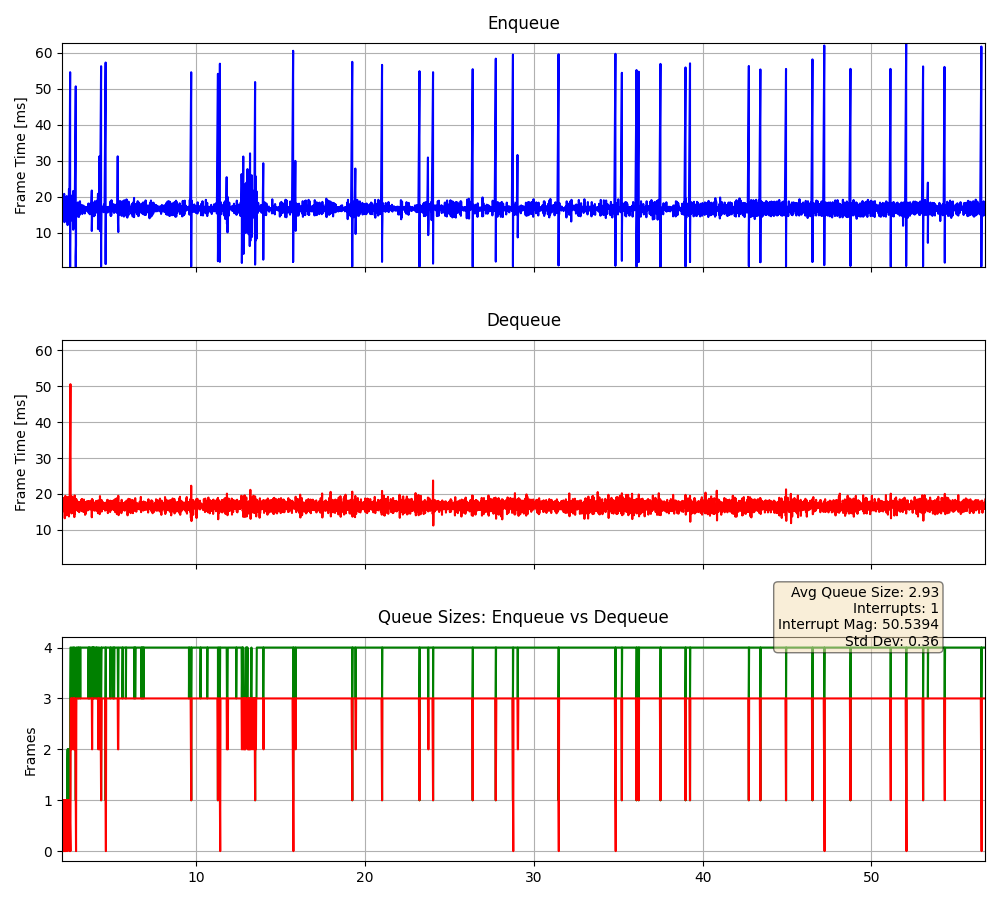 Enqueue
Frame Time [ms]
60
50
40
30
20
10
Dequeue
Frame Time [ms]
60
50
40
30
20
10
Avg Queue Size: 2.93
Interrupts: 1
Interrupt Mag: 50.5394
Std Dev: 0.36
Queue Sizes: Enqueue vs Dequeue
Frames
4
3
2
1
0
10 20 30 40 50